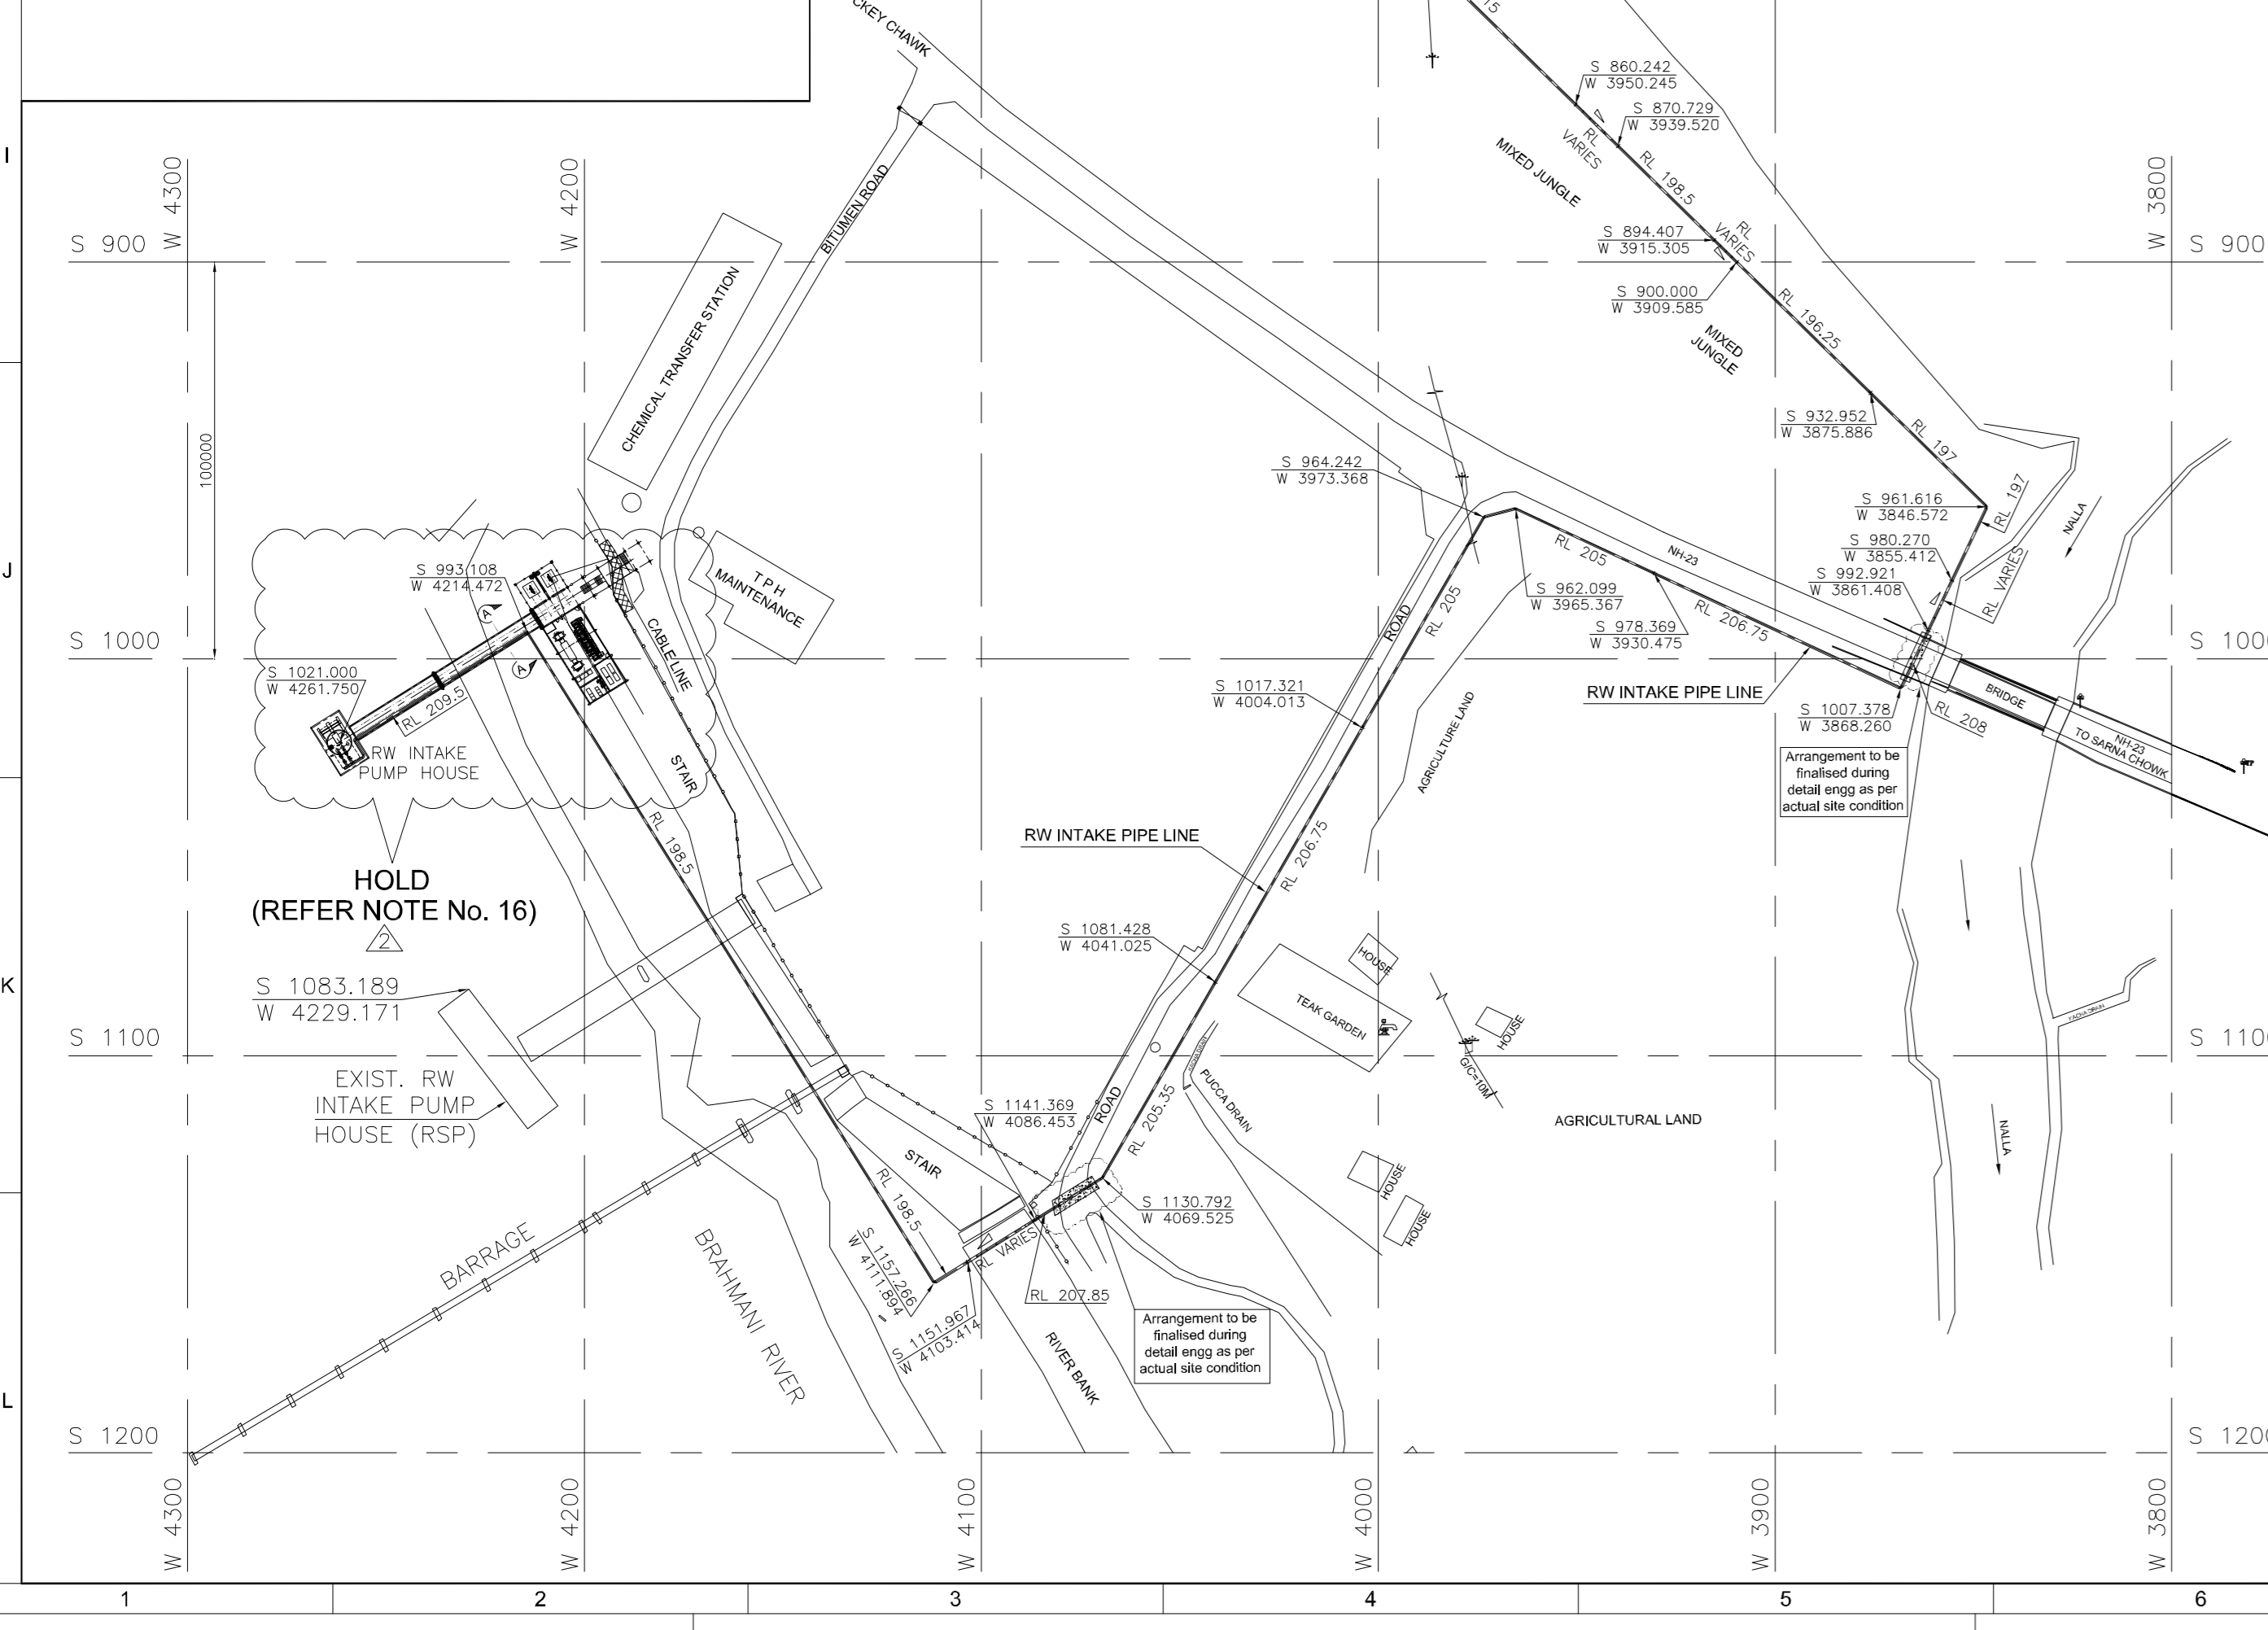 CKEY CHAWK
15
S 860.242
W 3950.245
S 870.729
W 3939.520
RL
VARIES
MIXED JUNGLE
RL 198.5
I
W 4300
W 4200
W 3800
BITUMEN ROAD
S 894.407
W 3915.305
RL
VARIES
S 900
S 900
S 900.000
W 3909.585
RL 196.25
MIXED
JUNGLE
CHEMICAL TRANSFER STATION
100000
S 932.952
W 3875.886
RL 197
S 964.242
W 3973.368
S 961.616
W 3846.572
RL 197
NALLA
J
S 993.108
W 4214.472
T P H
MAINTENANCE
RL 205
NH-23
S 980.270
W 3855.412
RL VARIES
S 992.921
W 3861.408
A
A
CABLE LINE
ROAD
RL 205
S 962.099
W 3965.367
S 978.369
W 3930.475
RL 206.75
S 1000
S 1000
S 1021.000
W 4261.750
RL 209.5
RW INTAKE
PUMP HOUSE
STAIR
S 1017.321
W 4004.013
AGRICULTURE LAND
RW INTAKE PIPE LINE
S 1007.378
W 3868.260
RL 208
BRIDGE
NH-23
TO SARNA CHOWK
Arrangement to be
finalised during
detail engg as per
actual site condition
RL 198.5
RW INTAKE PIPE LINE
RL 206.75
HOLD
(REFER NOTE No. 16)
2
S 1081.428
W 4041.025
HOUSE
TEAK GARDEN
K
S 1083.189
W 4229.171
HOUSE
G/C=10M
KACHA DRAIN
S 1100
S 1100
EXIST. RW
INTAKE PUMP
HOUSE (RSP)
S 1141.369
W 4086.453
ROAD
RL 205.35
PUCCA DRAIN
AGRICULTURAL LAND
NALLA
STAIR
RL 198.5
HOUSE
HOUSE
S 1130.792
W 4069.525
BARRAGE
BRAHMANI RIVER
S 1157.266
W 4111.894
RL VARIES
RL 207.85
S 1151.967
W 4103.414
RIVER BANK
Arrangement to be
finalised during
detail engg as per
actual site condition
L
S 1200
S 1200
W 4300
W 4200
W 4100
W 4000
W 3900
W 3800
1
2
3
4
5
6